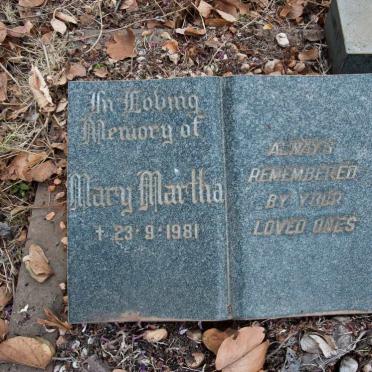 In Loving
Memory of
Mary Martha
† 23·9·1981
ALWAYS
REMEMBERED
BY YOUR
LOVED ONES